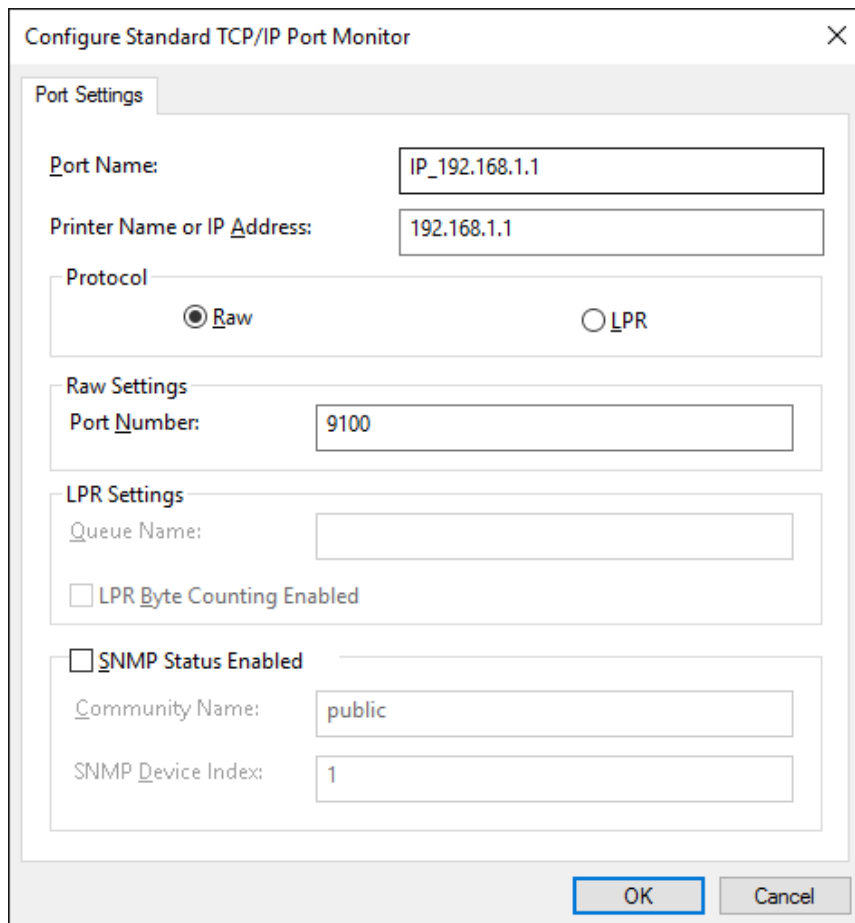 Configure Standard TCP/IP Port Monitor
Port Settings
Port Name: IP_192.168.1.1
Printer Name or IP Address: 192.168.1.1
Protocol
Raw LPR
Raw Settings
Port Number: 9100
LPR Settings
Queue Name:
LPR Byte Counting Enabled
SNMP Status Enabled
Community Name: public
SNMP Device Index: 1
OK Cancel